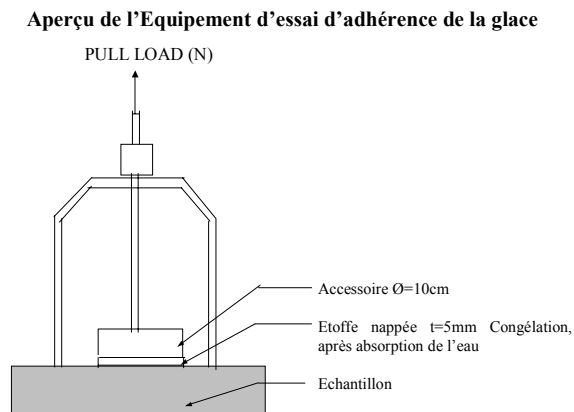 Aperçu de l’Equipement d’essai d’adhérence de la glace
PULL LOAD (N)
Accessoire Ø=10cm
Etoffe nappée t=5mm Congélation,
après absorption de l’eau
Echantillon